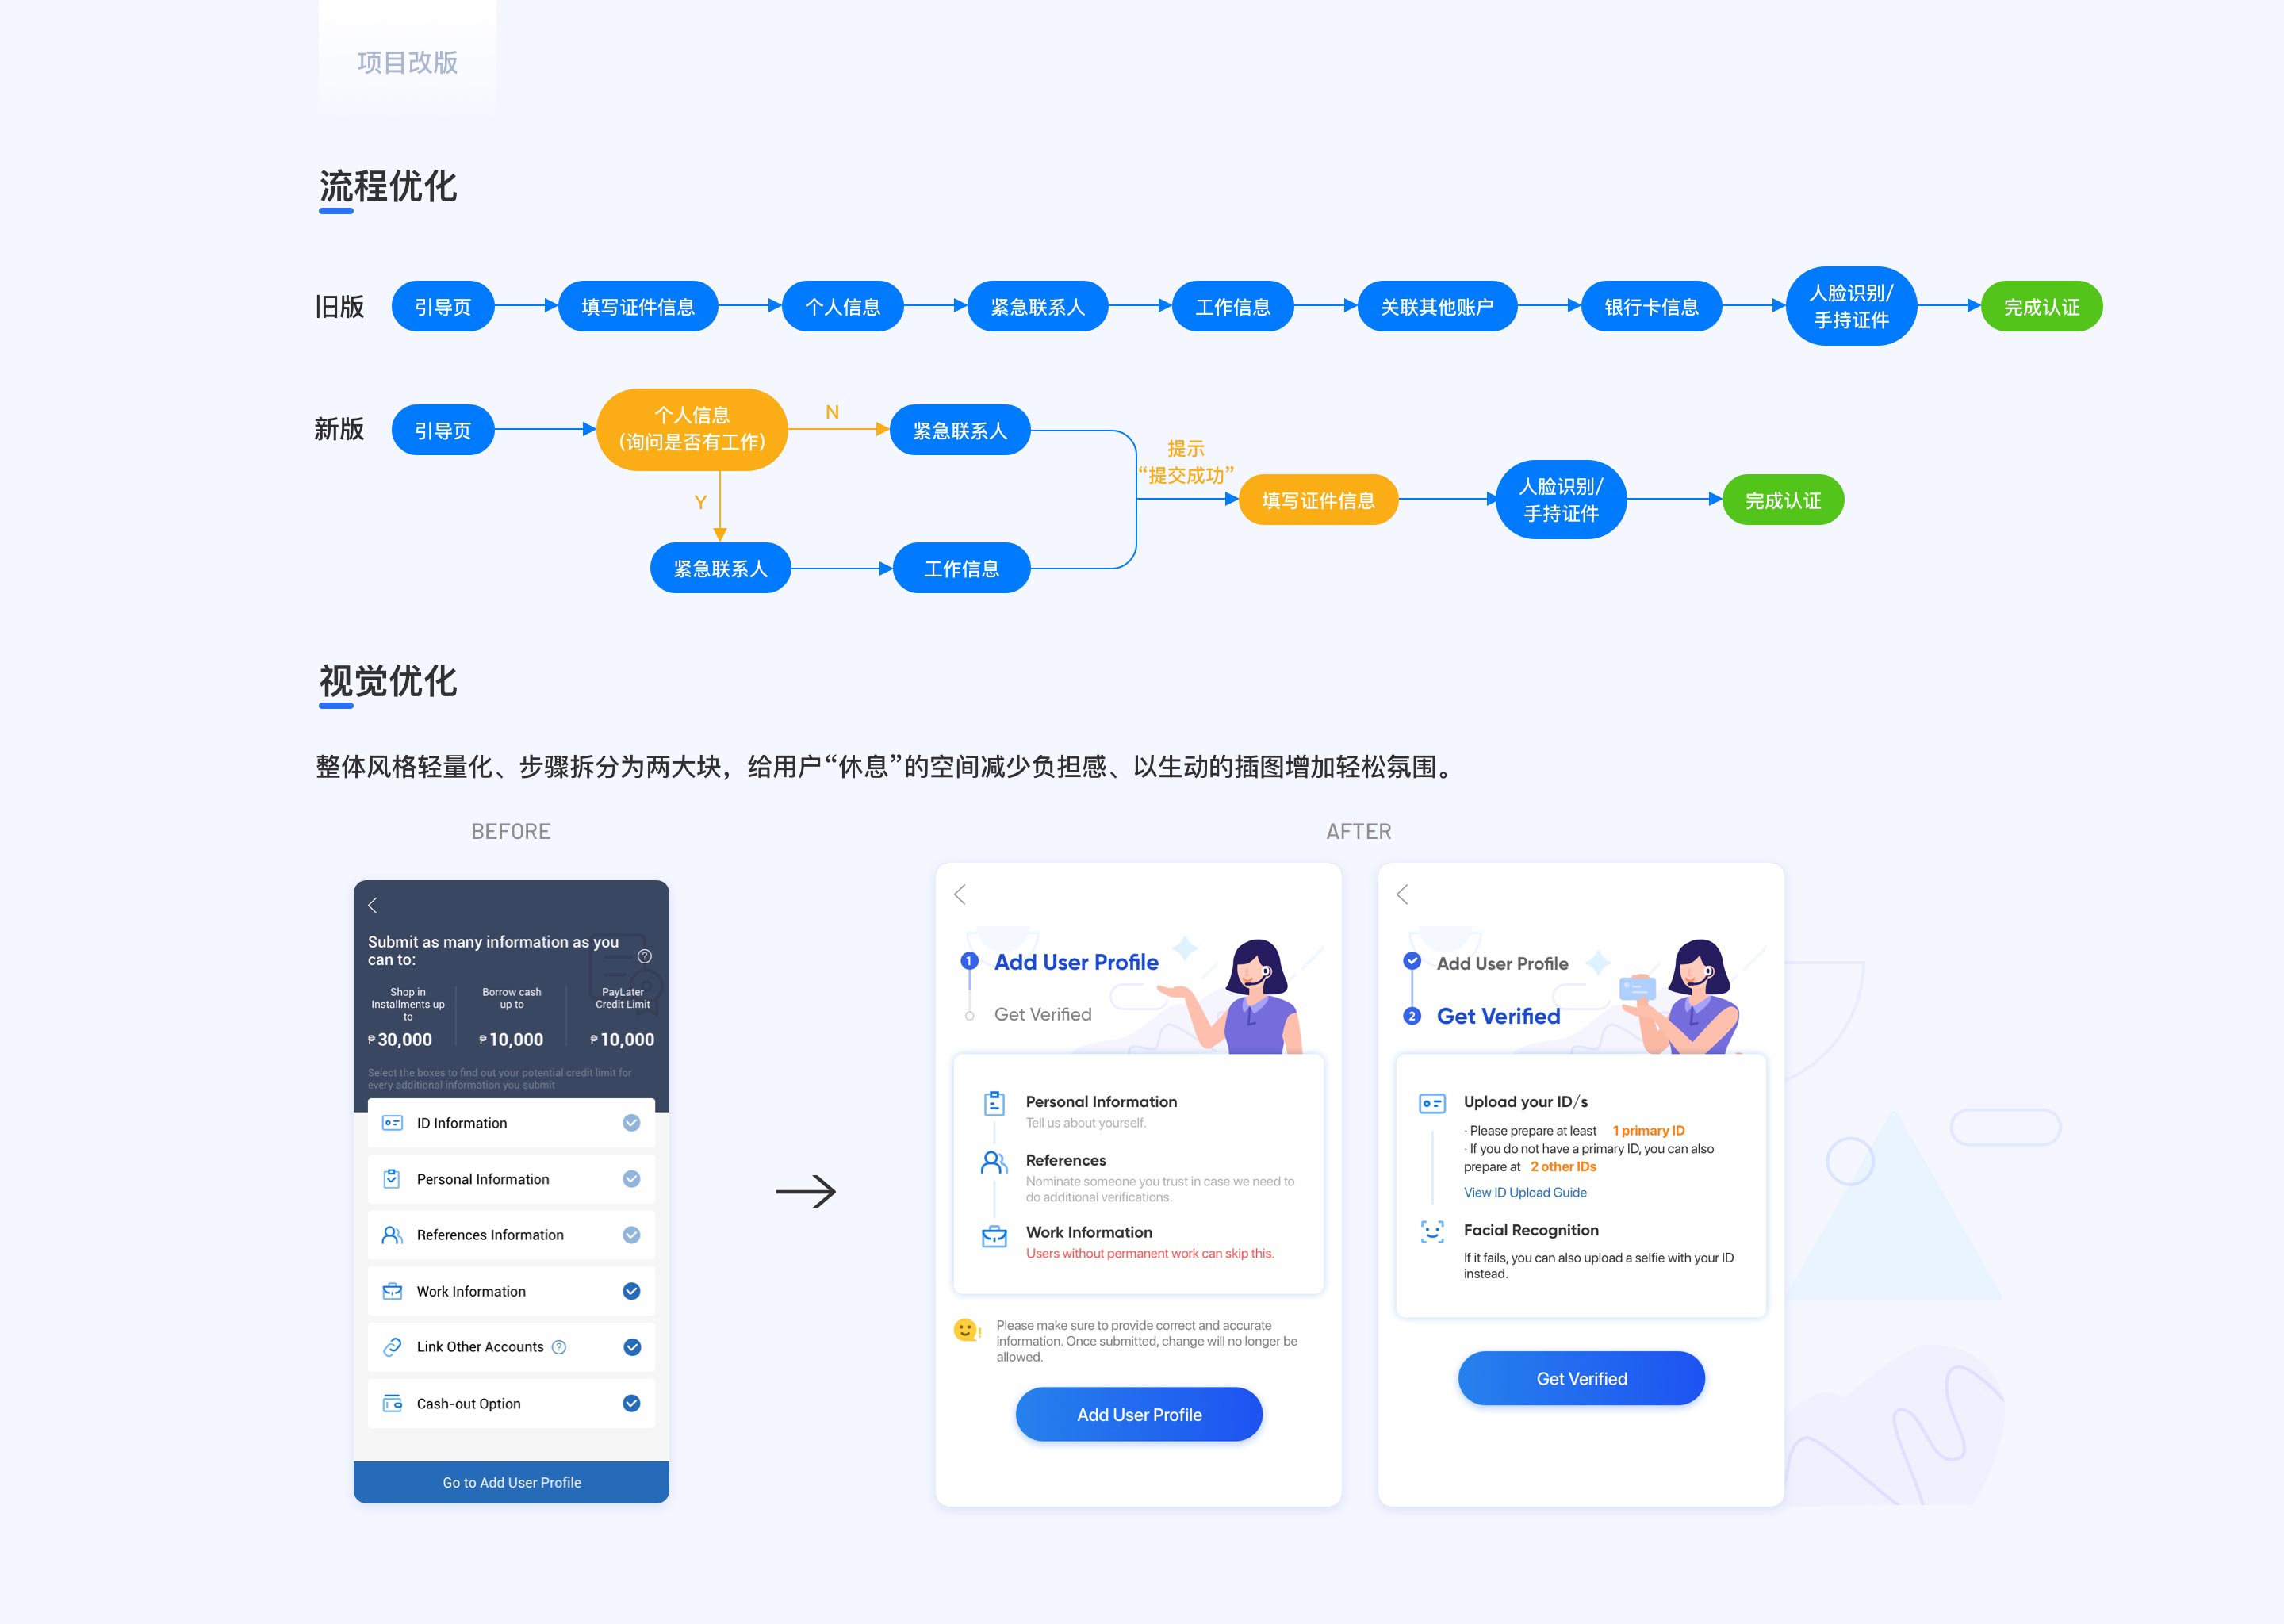 项目改版
流程优化
旧版
引导页
填写证件信息
个人信息
紧急联系人
工作信息
关联其他账户
银行卡信息
人脸识别/
手持证件
完成认证
新版
引导页
个人信息
(询问是否有工作)
N
紧急联系人
Y
紧急联系人
工作信息
提示
“提交成功”
填写证件信息
人脸识别/
手持证件
完成认证
视觉优化
整体风格轻量化、步骤拆分为两大块，给用户“休息”的空间减少负担感、以生动的插图增加轻松氛围。
BEFORE
Submit as many information as you
can to:
?
Shop in
Installments up
to
₱ 30,000
Borrow cash
up to
₱ 10,000
PayLater
Credit Limit
₱ 10,000
Select the boxes to find out your potential credit limit for
every additional information you submit
ID Information
Personal Information
References Information
Work Information
Link Other Accounts ?
Cash-out Option
Go to Add User Profile
AFTER
1 Add User Profile
Get Verified
Personal Information
Tell us about yourself.
References
Nominate someone you trust in case we need to
do additional verifications.
Work Information
Users without permanent work can skip this.
Please make sure to provide correct and accurate
information. Once submitted, change will no longer be
allowed.
Add User Profile
Add User Profile
2 Get Verified
Upload your ID/s
· Please prepare at least 1 primary ID
· If you do not have a primary ID, you can also
prepare at 2 other IDs
View ID Upload Guide
Facial Recognition
If it fails, you can also upload a selfie with your ID
instead.
Get Verified